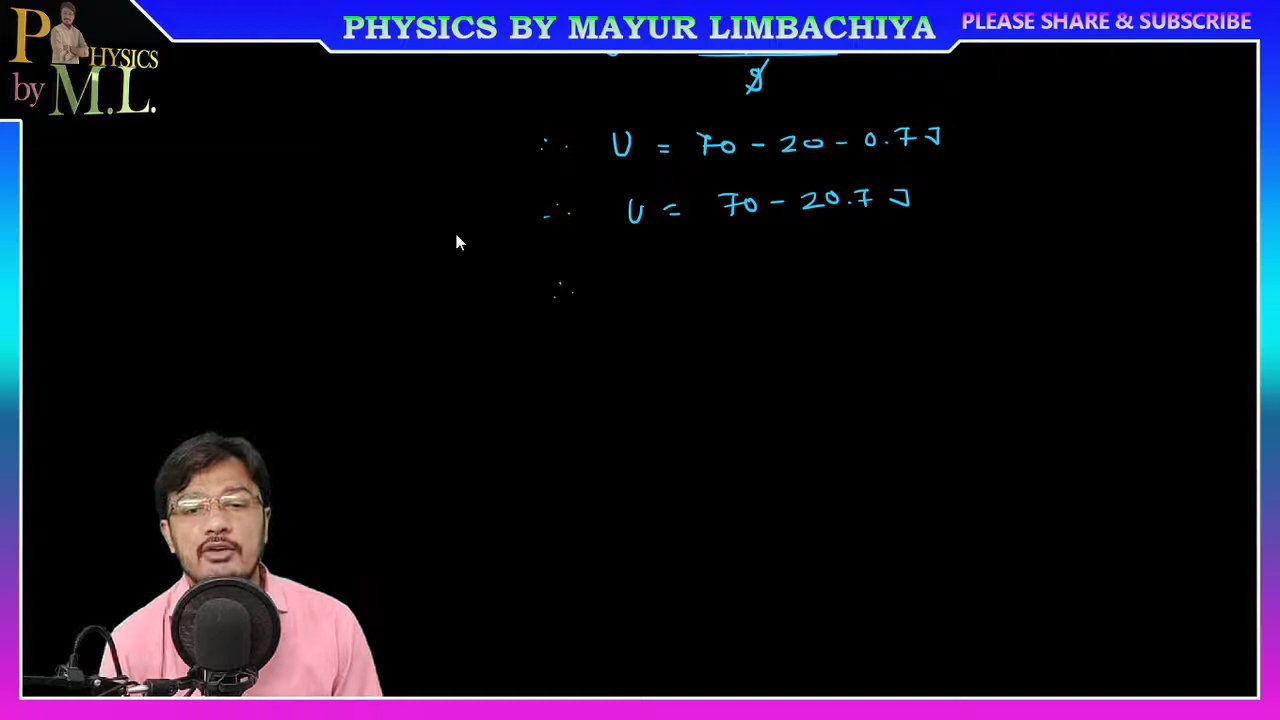 PHYSICS
by M.L.
PHYSICS BY MAYUR LIMBACHIYA
PLEASE SHARE & SUBSCRIBE
∴ U = 70 - 20 - 0.7 J
∴ U = 70 - 20.7 J
∴